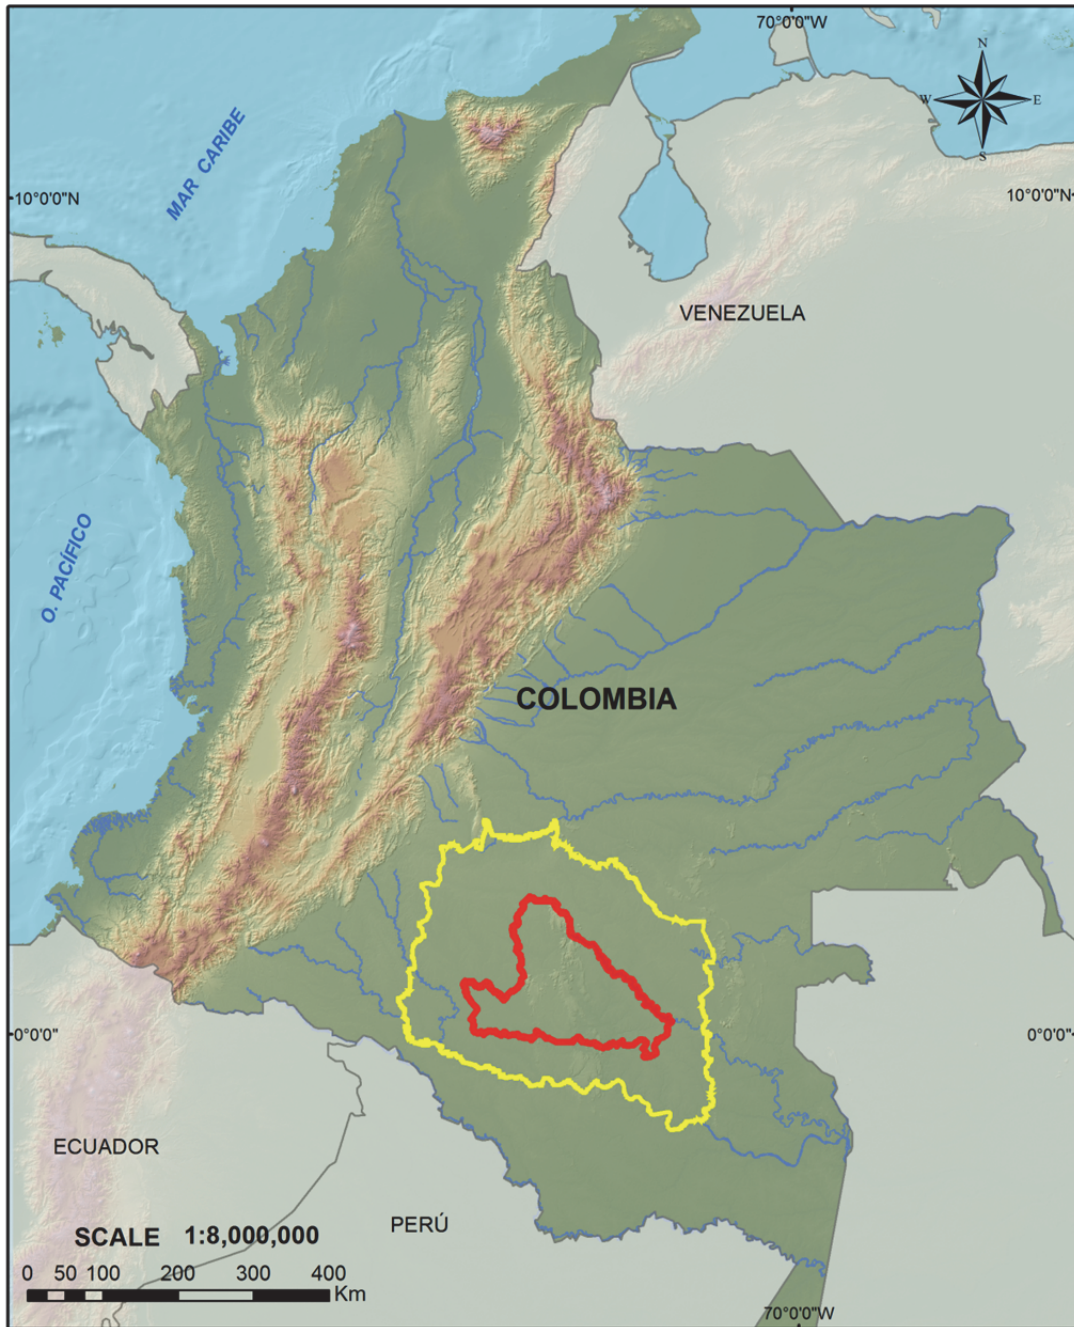 70°0'0"W
N
W
E
S
MAR CARIBE
10°0'0"N
10°0'0"N
VENEZUELA
O. PACÍFICO
COLOMBIA
0°0'0"
0°0'0"
ECUADOR
PERÚ
SCALE 1:8,000,000
0 50 100 200 300 400
Km
70°0'0"W